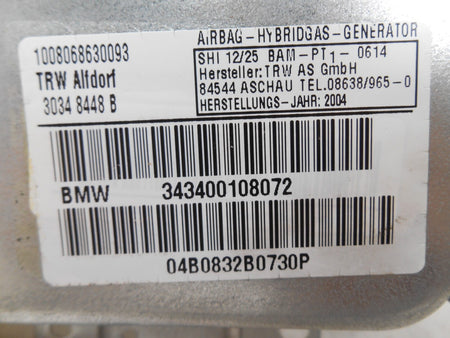 1008068630093
TRW Alfdorf
3034 8448 B
AIRBAG-HYBRIDGAS-GENERATOR
SHI 12/25 BAM-PT1-0614
Hersteller:TRW AS GmbH
84544 ASCHAU TEL.08638/965-0
HERSTELLUNGS-JAHR: 2004
BMW 343400108072
04B0832B0730P